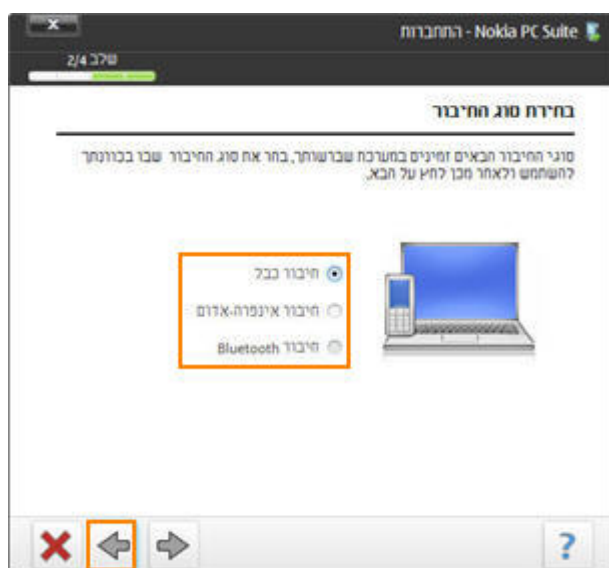 Nokia PC Suite - התחברות
שלב 2/4
בחירת סוג החיבור
סוגי החיבור הבאים זמינים במערכת שברשותך, בחר את סוג החיבור שבו בכוונתך
להשתמש ולאחר מכן לחץ על הבא.
חיבור כבל
חיבור אינפרה-אדום
חיבור Bluetooth